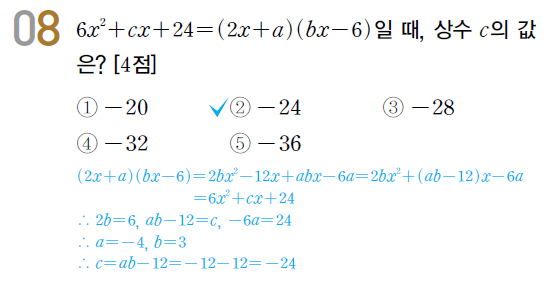 08 6x²+cx+24=(2x+a)(bx-6)일 때, 상수 c의 값
은? [4점]
① -20 ② -24 ③ -28
④ -32 ⑤ -36
(2x+a)(bx-6)=2bx²-12x+abx-6a=2bx²+(ab-12)x-6a
=6x²+cx+24
∴ 2b=6, ab-12=c, -6a=24
∴ a=-4, b=3
∴ c=ab-12=-12-12=-24